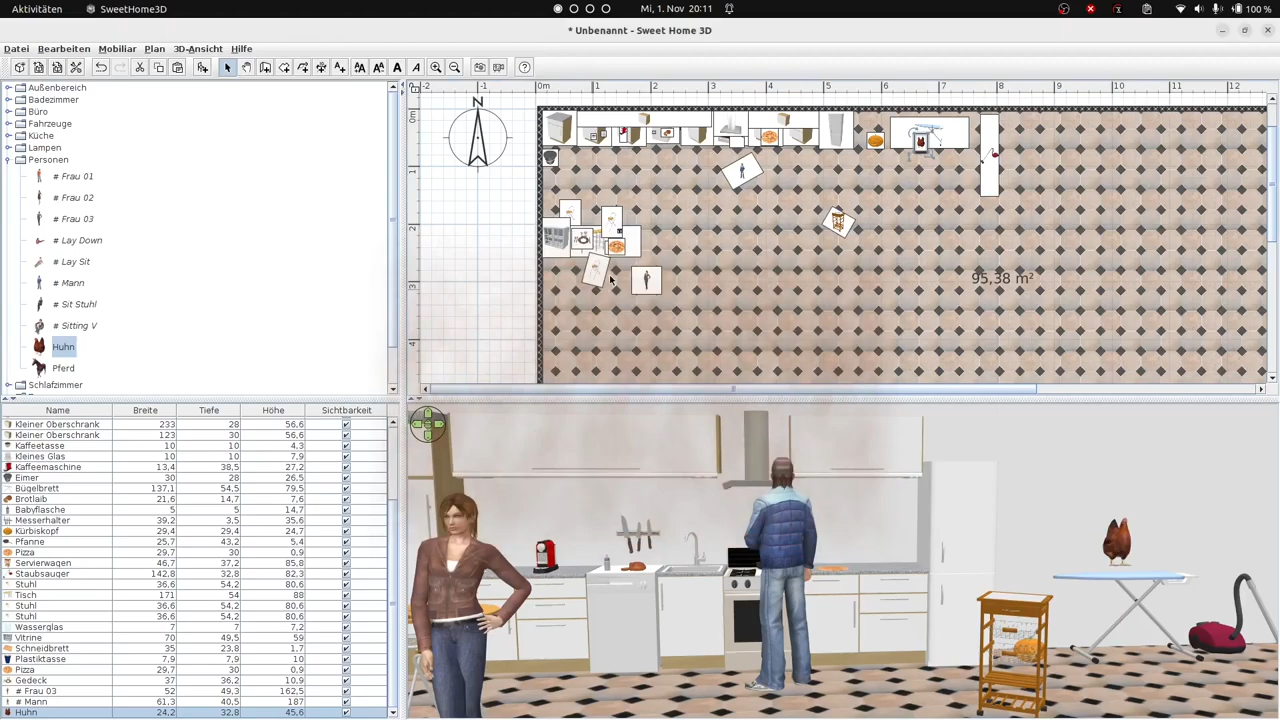 Aktivitäten SweetHome3D Mi, 1. Nov 20:11 100 %
* Unbenannt - Sweet Home 3D
Datei Bearbeiten Mobiliar Plan 3D-Ansicht Hilfe
Außenbereich
Badezimmer
Büro
Fahrzeuge
Küche
Lampen
Personen
# Frau 01
# Frau 02
# Frau 03
# Lay Down
# Lay Sit
# Mann
# Sit Stuhl
# Sitting V
Huhn
Pferd
Schlafzimmer
-2 -1 0m 1 2 3 4 5 6 7 8 9 10 11 12
0m
1
2
3
4
N
95,38 m²
Name Breite Tiefe Höhe Sichtbarkeit
Kleiner Oberschrank 233 28 56,6
Kleiner Oberschrank 123 30 56,6
Kaffeetasse 10 10 4,3
Kleines Glas 10 10 7,9
Kaffeemaschine 13,4 38,5 27,2
Eimer 30 28 26,5
Bügelbrett 137,1 54,5 79,5
Brotlaib 21,6 14,7 7,6
Babyflasche 5 5 14,7
Messerhalter 39,2 3,5 35,6
Kürbiskopf 29,4 29,4 24,7
Pfanne 25,7 43,2 5,4
Pizza 29,7 30 0,9
Servierwagen 46,7 37,2 85,8
Staubsauger 142,8 32,8 82,3
Stuhl 36,6 54,2 80,6
Tisch 171 54 88
Stuhl 36,6 54,2 80,6
Stuhl 36,6 54,2 80,6
Wasserglas 7 7 7,2
Vitrine 70 49,5 59
Schneidbrett 35 23,8 1,7
Plastiktasse 7,9 7,9 10
Pizza 29,7 30 0,9
Gedeck 37 36,2 10,9
# Frau 03 52 49,3 162,5
# Mann 61,3 40,5 187
Huhn 24,2 32,8 45,6